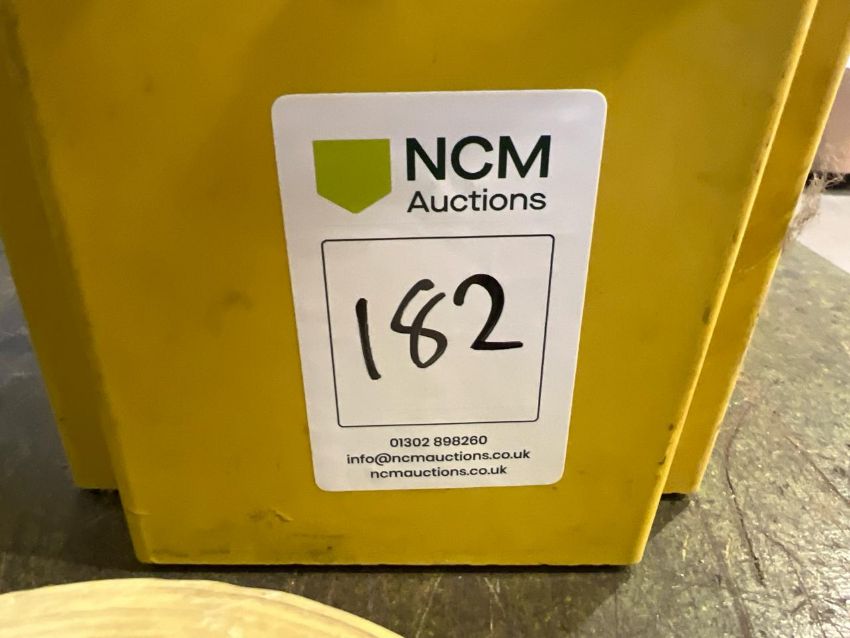 NCM
Auctions
182
01302 898260
info@ncmauctions.co.uk
ncmauctions.co.uk